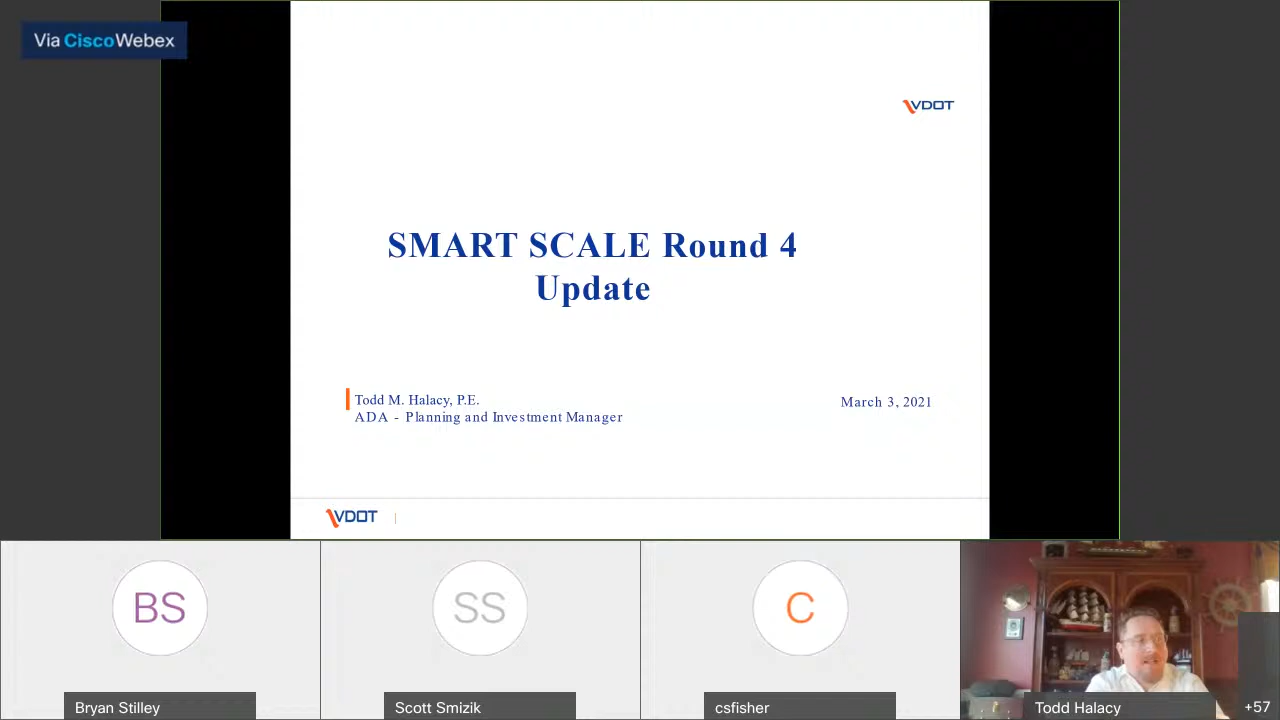 Via CiscoWebex
VDOT
SMART SCALE Round 4
Update
Todd M. Halacy, P.E.
ADA - Planning and Investment Manager
March 3, 2021
VDOT
BS
SS
C
Bryan Stilley
Scott Smizik
csfisher
Todd Halacy
+57